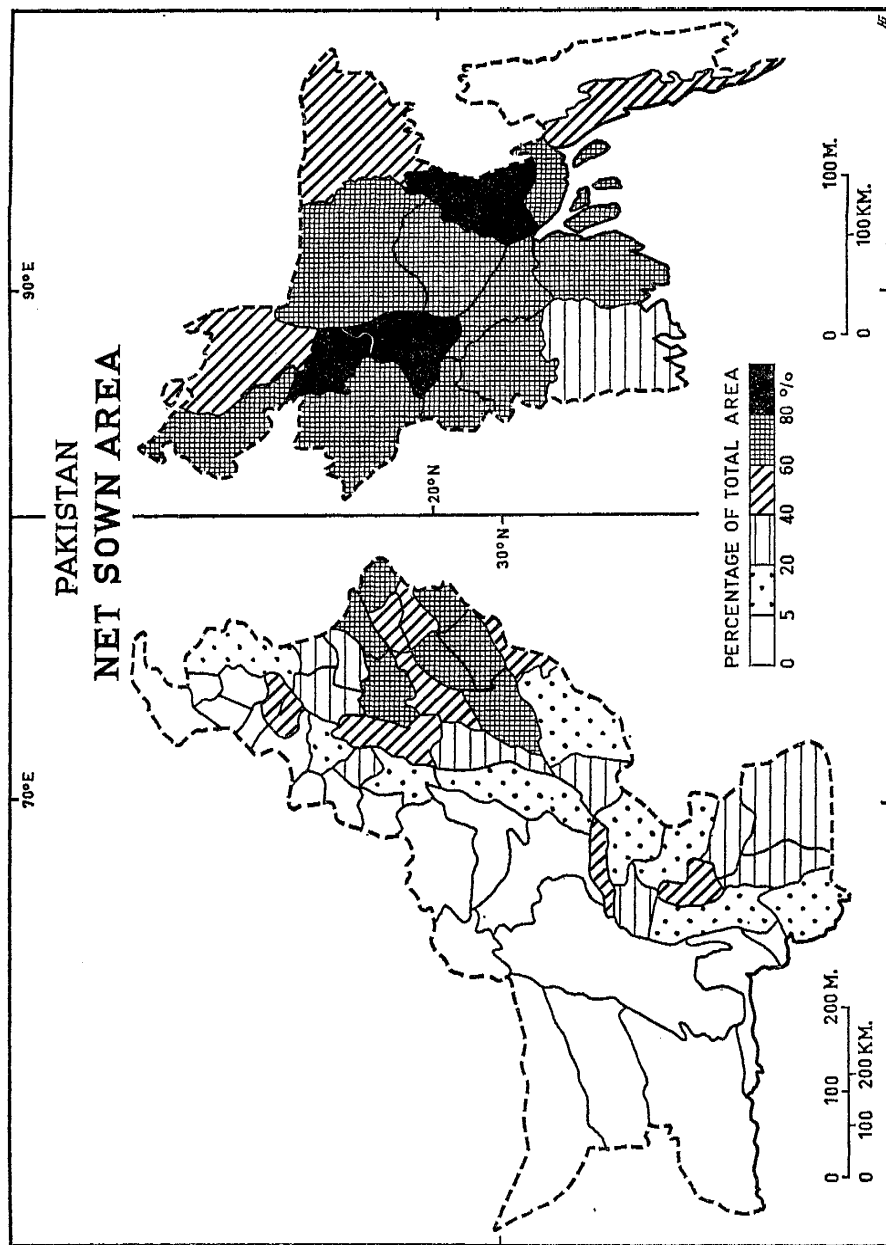 PAKISTAN
NET SOWN AREA
70°E
90°E
20°N
30°N
PERCENTAGE OF TOTAL AREA
0 5 20 40 60 80 %
0 100 200 M.
0 100 200 KM.
0 100 M.
0 100 KM.